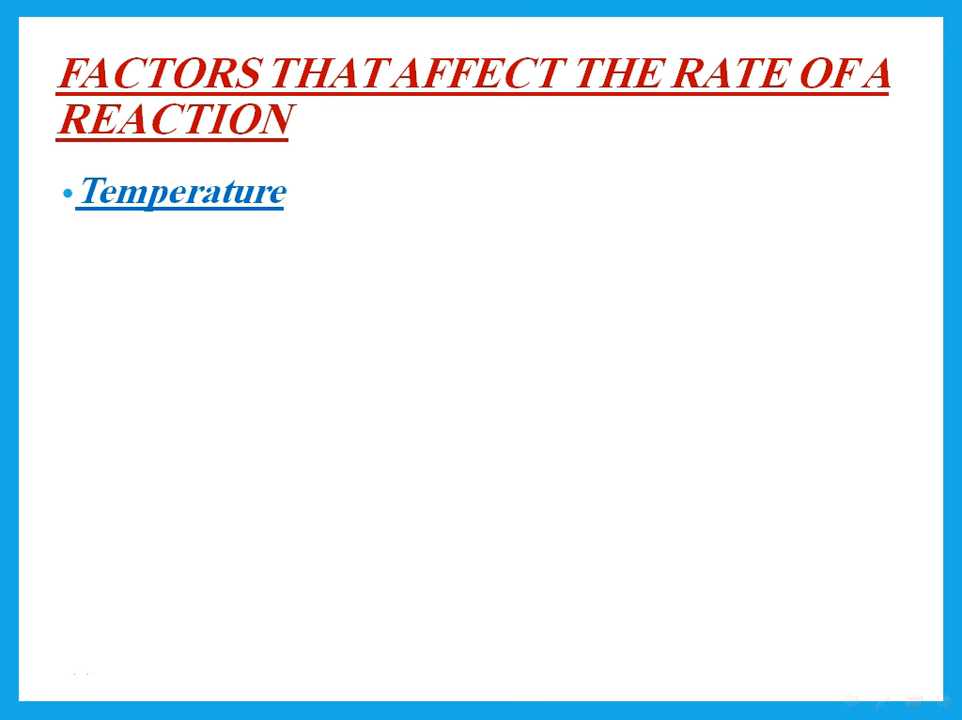 FACTORS THAT AFFECT THE RATE OF A
REACTION
• Temperature